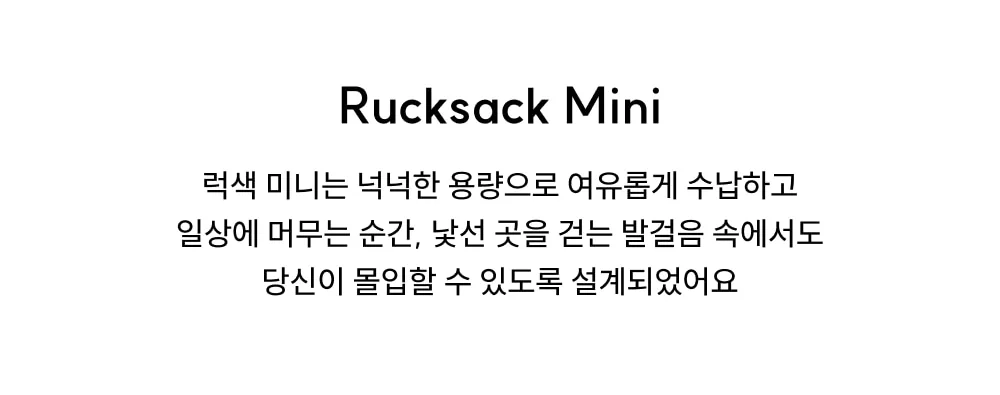 Rucksack Mini
럭색 미니는 넉넉한 용량으로 여유롭게 수납하고
일상에 머무는 순간, 낯선 곳을 걷는 발걸음 속에서도
당신이 몰입할 수 있도록 설계되었어요